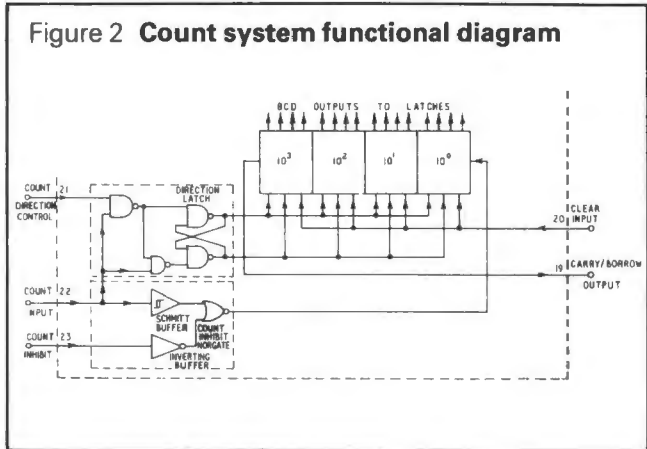 Figure 2 Count system functional diagram
BCD OUTPUTS TO LATCHES
10³ 10² 10¹ 10⁰
COUNT 21
DIRECTION
CONTROL
DIRECTION
LATCH
CLEAR
20 INPUT
CARRY/BORROW
19 OUTPUT
COUNT 22
INPUT
SCHMITT
BUFFER
COUNT
INHIBIT
NORGATE
COUNT 23
INHIBIT
INVERTING
BUFFER